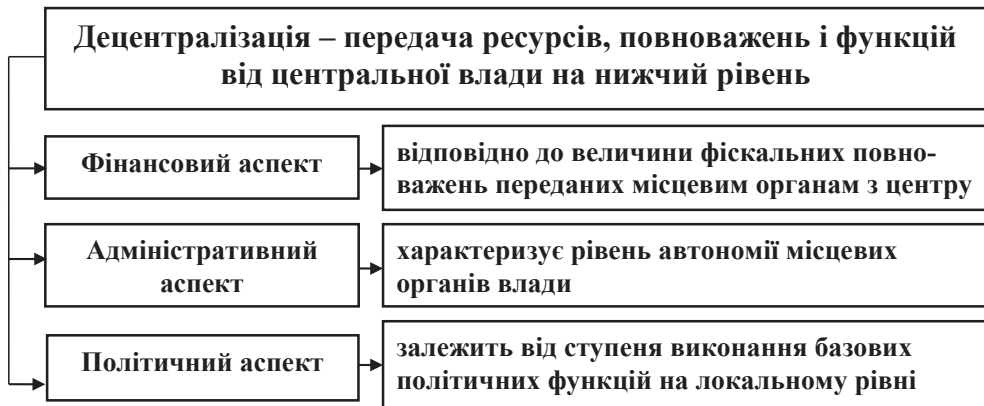 Децентралізація – передача ресурсів, повноважень і функцій
від центральної влади на нижчий рівень
Фінансовий аспект
відповідно до величини фіскальних повно-
важень переданих місцевим органам з центру
Адміністративний
аспект
характеризує рівень автономії місцевих
органів влади
Політичний аспект
залежить від ступеня виконання базових
політичних функцій на локальному рівні